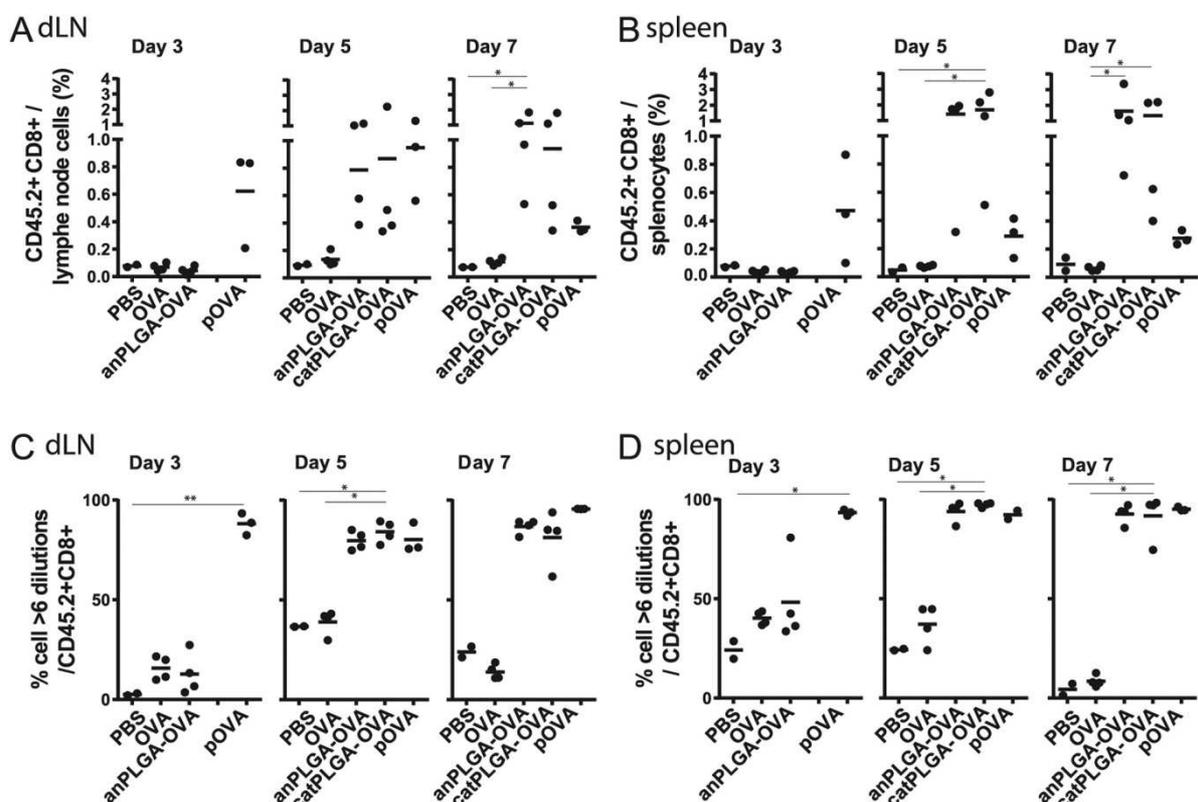 A dLN
Day 3
Day 5
Day 7
CD45.2+ CD8+ /
lymphe node cells (%)
4
3
2
1
1.0
0.8
0.6
0.4
0.2
0.0
* 
*
PBS
OVA
anPLGA-OVA
pOVA
PBS
OVA
anPLGA-OVA
catPLGA-OVA
pOVA
PBS
OVA
anPLGA-OVA
catPLGA-OVA
pOVA
B spleen
Day 3
Day 5
Day 7
CD45.2+ CD8+ /
splenocytes (%)
4
3
2
1
1.0
0.8
0.6
0.4
0.2
0.0
*
*
*
*
PBS
OVA
anPLGA-OVA
pOVA
PBS
OVA
anPLGA-OVA
catPLGA- OVA
pOVA
PBS
OVA
anPLGA-OVA
catPLGA- OVA
pOVA
C dLN
Day 3
Day 5
Day 7
% cell >6 dilutions
/CD45.2+CD8+
100
50
0
**
*
*
PBS
OVA
anPLGA-OVA
pOVA
PBS
OVA
anPLGA-OVA
catPLGA- OVA
pOVA
PBS
OVA
anPLGA-OVA
catPLGA- OVA
pOVA
D spleen
Day 3
Day 5
Day 7
% cell >6 dilutions
/ CD45.2+CD8+
100
50
0
*
*
*
*
*
PBS
OVA
anPLGA-OVA
pOVA
PBS
OVA
anPLGA-OVA
catPLGA- OVA
pOVA
PBS
OVA
anPLGA-OVA
catPLGA- OVA
pOVA